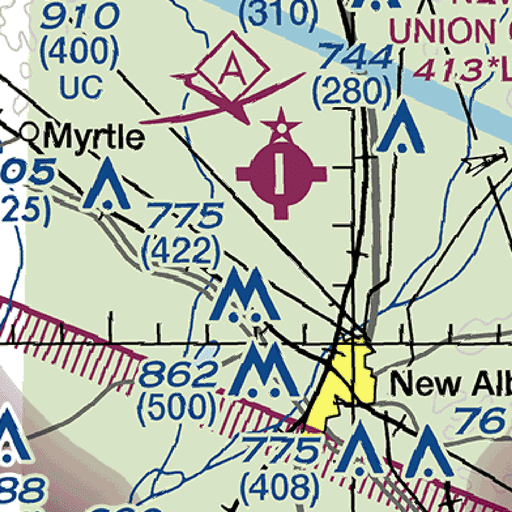 910
(400)
UC
(310)
UNION
413*L
744
(280)
A
Myrtle
05
25)
775
(422)
862
(500)
New Alb
76
775
(408)
88